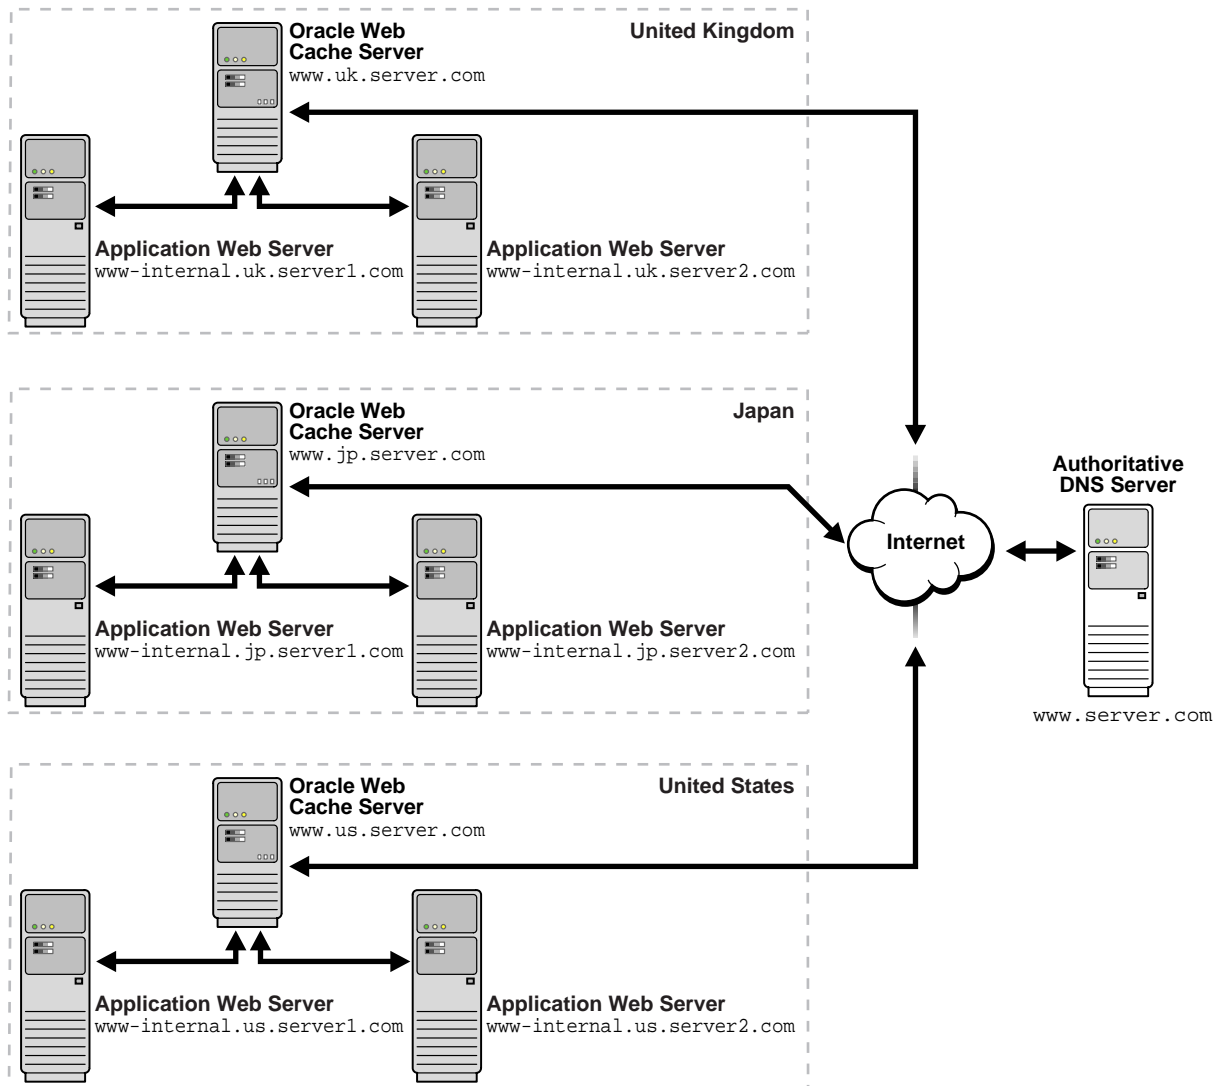 Oracle Web
Cache Server
www.uk.server.com
United Kingdom
Application Web Server
www-internal.uk.server1.com
Application Web Server
www-internal.uk.server2.com
Oracle Web
Cache Server
www.jp.server.com
Japan
Application Web Server
www-internal.jp.server1.com
Application Web Server
www-internal.jp.server2.com
Internet
Authoritative
DNS Server
www.server.com
Oracle Web
Cache Server
www.us.server.com
United States
Application Web Server
www-internal.us.server1.com
Application Web Server
www-internal.us.server2.com